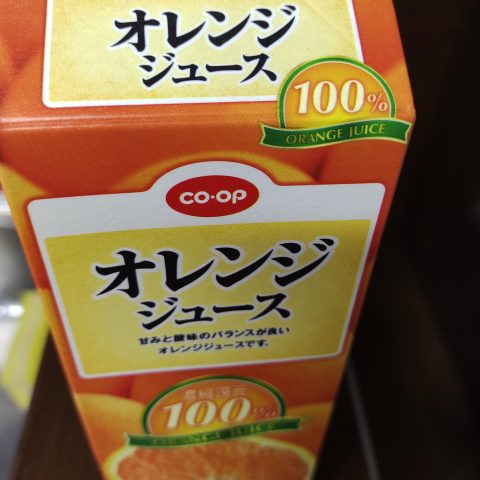 オレンジ
ジュース
100%
ORANGE JUICE
CO・OP
オレンジ
ジュース
甘みと酸味のバランスが良い
オレンジジュースです。
濃縮還元
100%
ORANGE JUICE